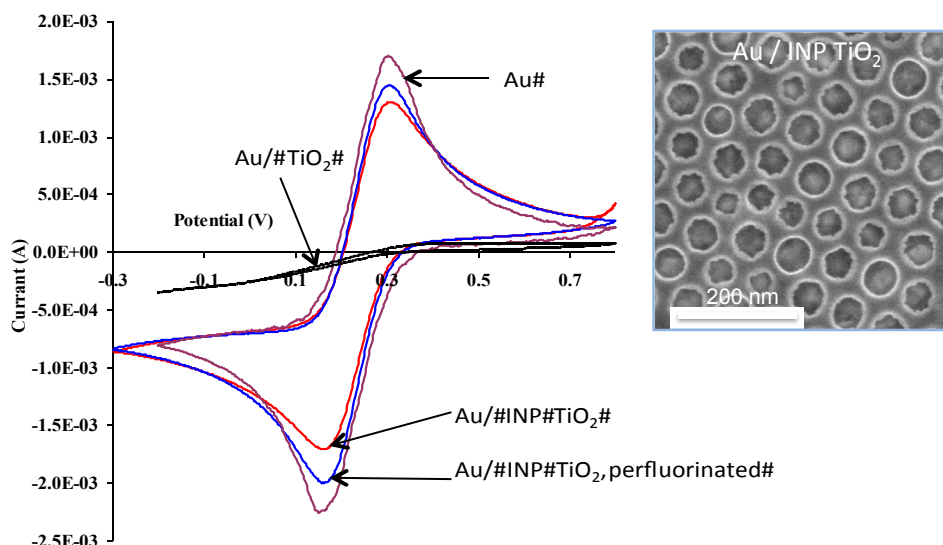 2.0E-03
1.5E-03
1.0E-03
5.0E-04
0.0E+00
-5.0E-04
-1.0E-03
-1.5E-03
-2.0E-03
-2.5E-03
Currant (A)
-0.3
-0.1
0.1
0.3
0.5
0.7
Potential (V)
Au#
Au/#TiO2#
Au/#INP#TiO2#
Au/#INP#TiO2, perfluorinated#
Au / INP TiO2
200 nm